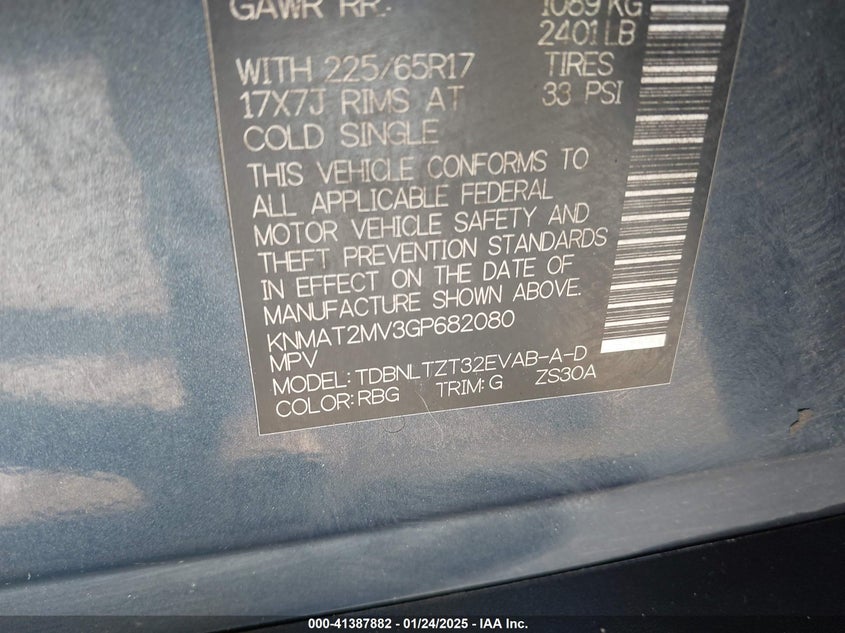 GAWR RR: 1089 KG
2401 LB
WITH 225/65R17 TIRES
17X7J RIMS AT 33 PSI
COLD SINGLE
THIS VEHICLE CONFORMS TO
ALL APPLICABLE FEDERAL
MOTOR VEHICLE SAFETY AND
THEFT PREVENTION STANDARDS
IN EFFECT ON THE DATE OF
MANUFACTURE SHOWN ABOVE.
KNMAT2MV3GP682080
MPV
MODEL: TDBNLTZT32EVAB-A-D
COLOR: RBG TRIM: G ZS30A
000-41387882 - 01/24/2025 - IAA Inc.